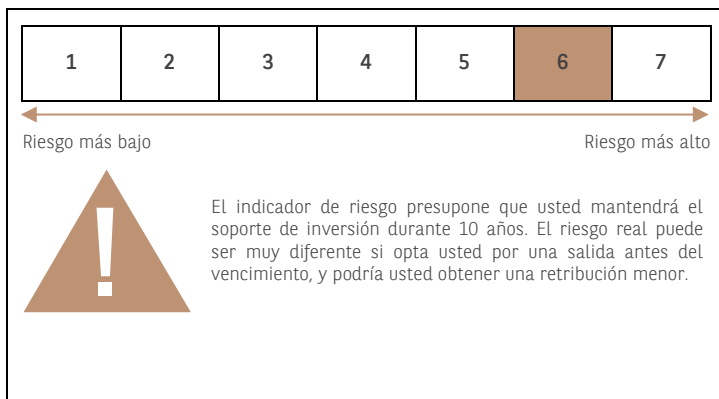 1 2 3 4 5 6 7
Riesgo más bajo Riesgo más alto
!
El indicador de riesgo presupone que usted mantendrá el
soporte de inversión durante 10 años. El riesgo real puede
ser muy diferente si opta usted por una salida antes del
vencimiento, y podría usted obtener una retribución menor.